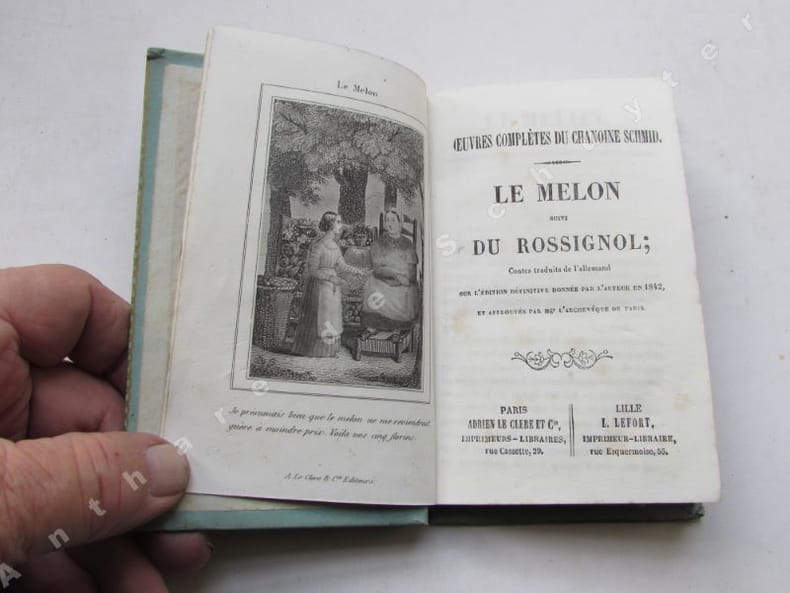 Le Melon
Je présumais bien que le melon ne me reviendrait
guère à moindre prix. Voilà vos cinq florins.
A. Le Clere & Cie Editeurs
ŒUVRES COMPLÈTES DU CHANOINE SCHMID.
LE MELON
SUIVI
DU ROSSIGNOL;
Contes traduits de l'allemand
SUR L'ÉDITION DÉFINITIVE DONNÉE PAR L'AUTEUR EN 1842,
ET APPROUVÉS PAR Mgr L'ARCHEVÊQUE DE PARIS
PARIS
ADRIEN LE CLERE ET Cie,
IMPRIMEURS-LIBRAIRES,
rue Cassette, 29.
LILLE
L. LEFORT,
IMPRIMEUR-LIBRAIRE,
rue Esquermoise, 55.